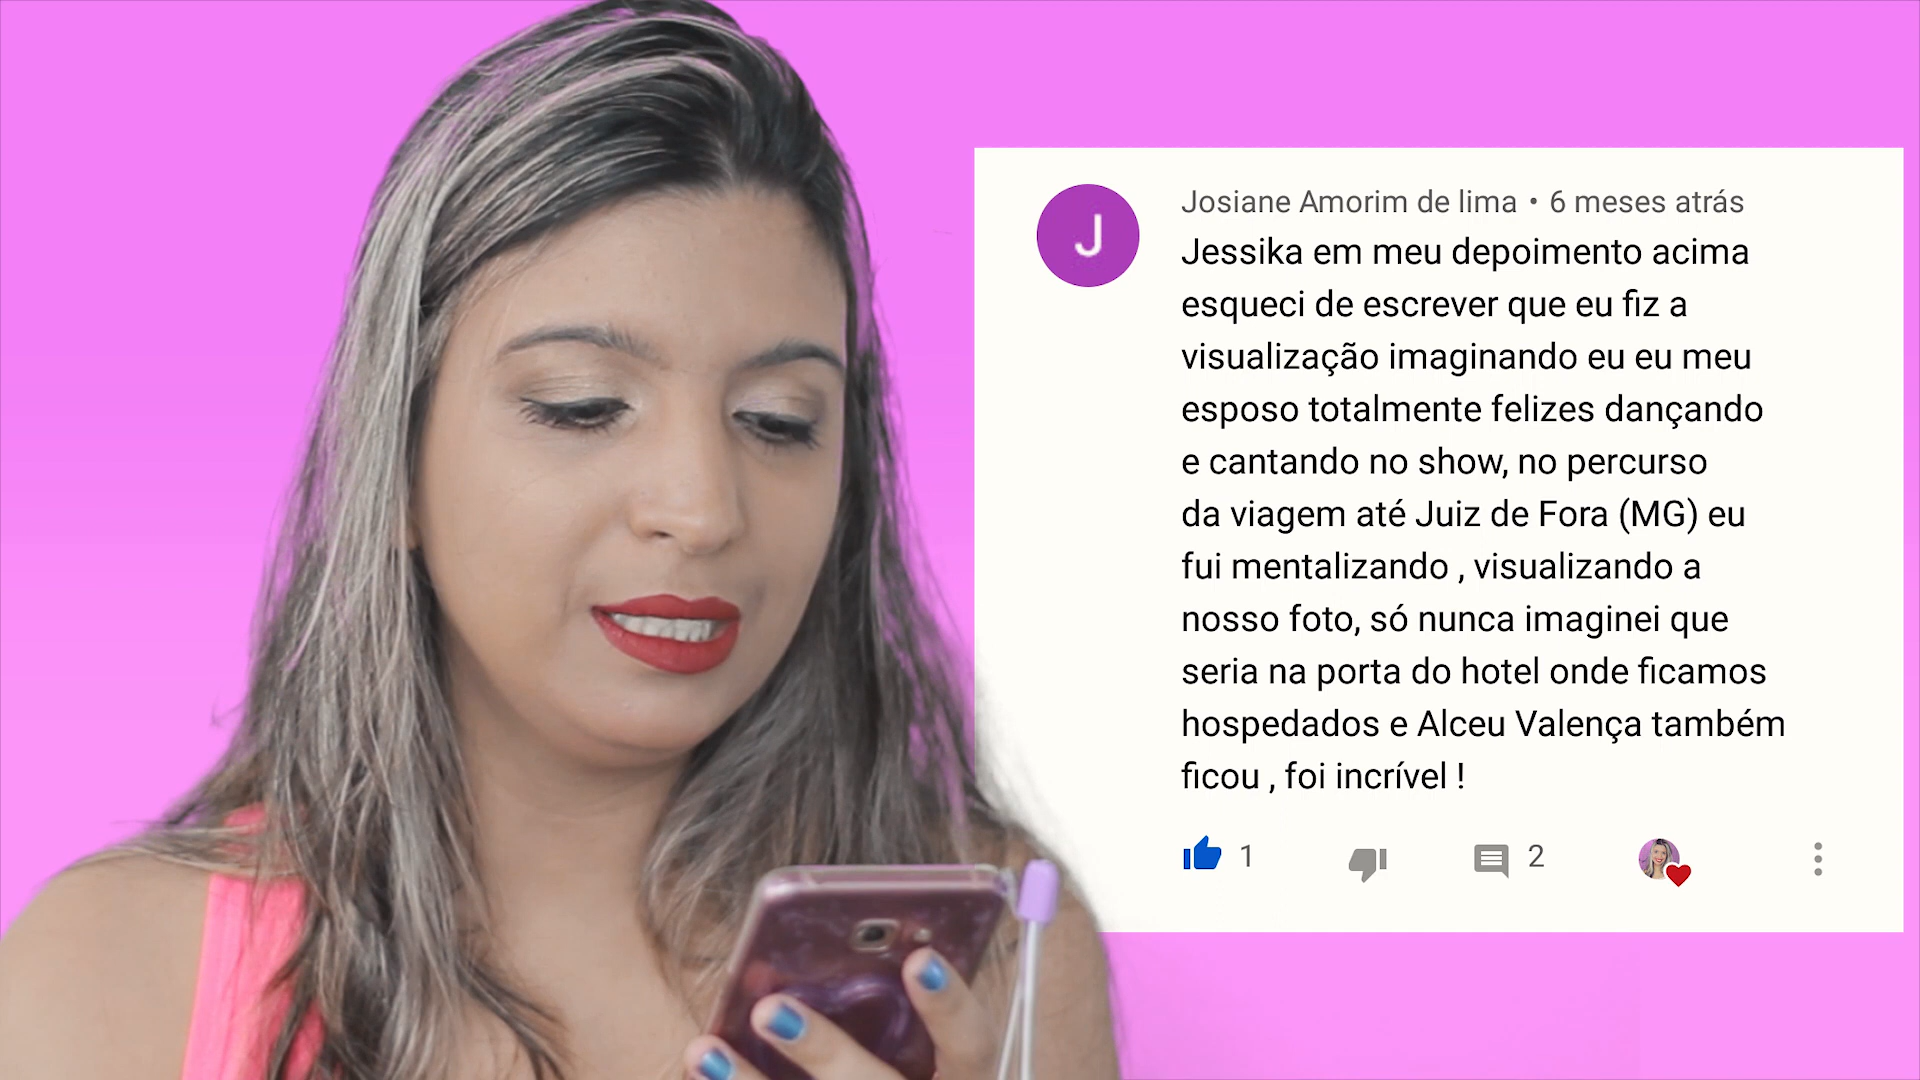 J
Josiane Amorim de lima • 6 meses atrás
Jessika em meu depoimento acima
esqueci de escrever que eu fiz a
visualização imaginando eu eu meu
esposo totalmente felizes dançando
e cantando no show, no percurso
da viagem até Juiz de Fora (MG) eu
fui mentalizando , visualizando a
nosso foto, só nunca imaginei que
seria na porta do hotel onde ficamos
hospedados e Alceu Valença também
ficou , foi incrível !
1 2